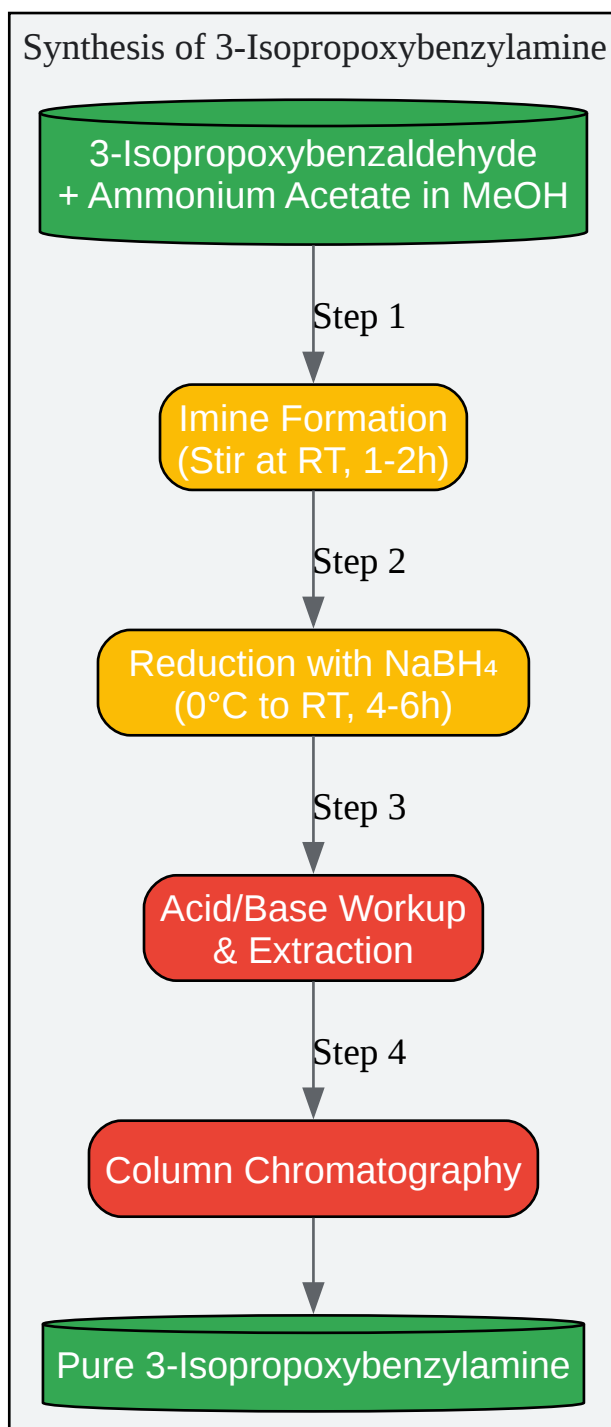 Synthesis of 3-Isopropoxybenzylamine
3-Isopropoxybenzaldehyde
+ Ammonium Acetate in MeOH
Step 1
Imine Formation
(Stir at RT, 1-2h)
Step 2
Reduction with NaBH₄
(0°C to RT, 4-6h)
Step 3
Acid/Base Workup
& Extraction
Step 4
Column Chromatography
Pure 3-Isopropoxybenzylamine